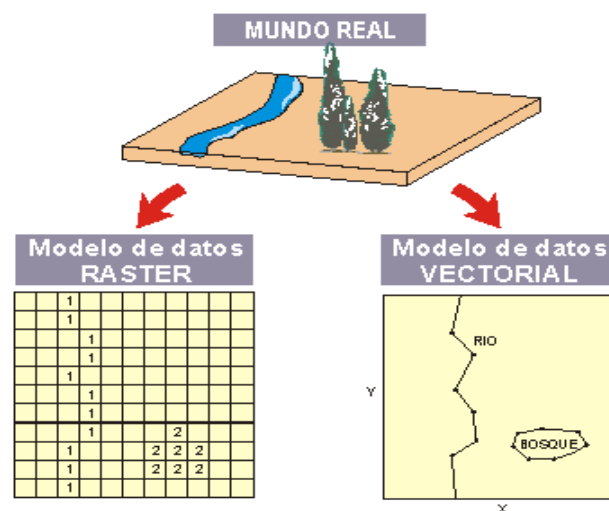 MUNDO REAL
Modelo de datos
RASTER
Modelo de datos
VECTORIAL
1
1
1
1
1
1
1
1 2
1 2 2 2
1 2 2 2
1
RIO
Y
BOSQUE
X